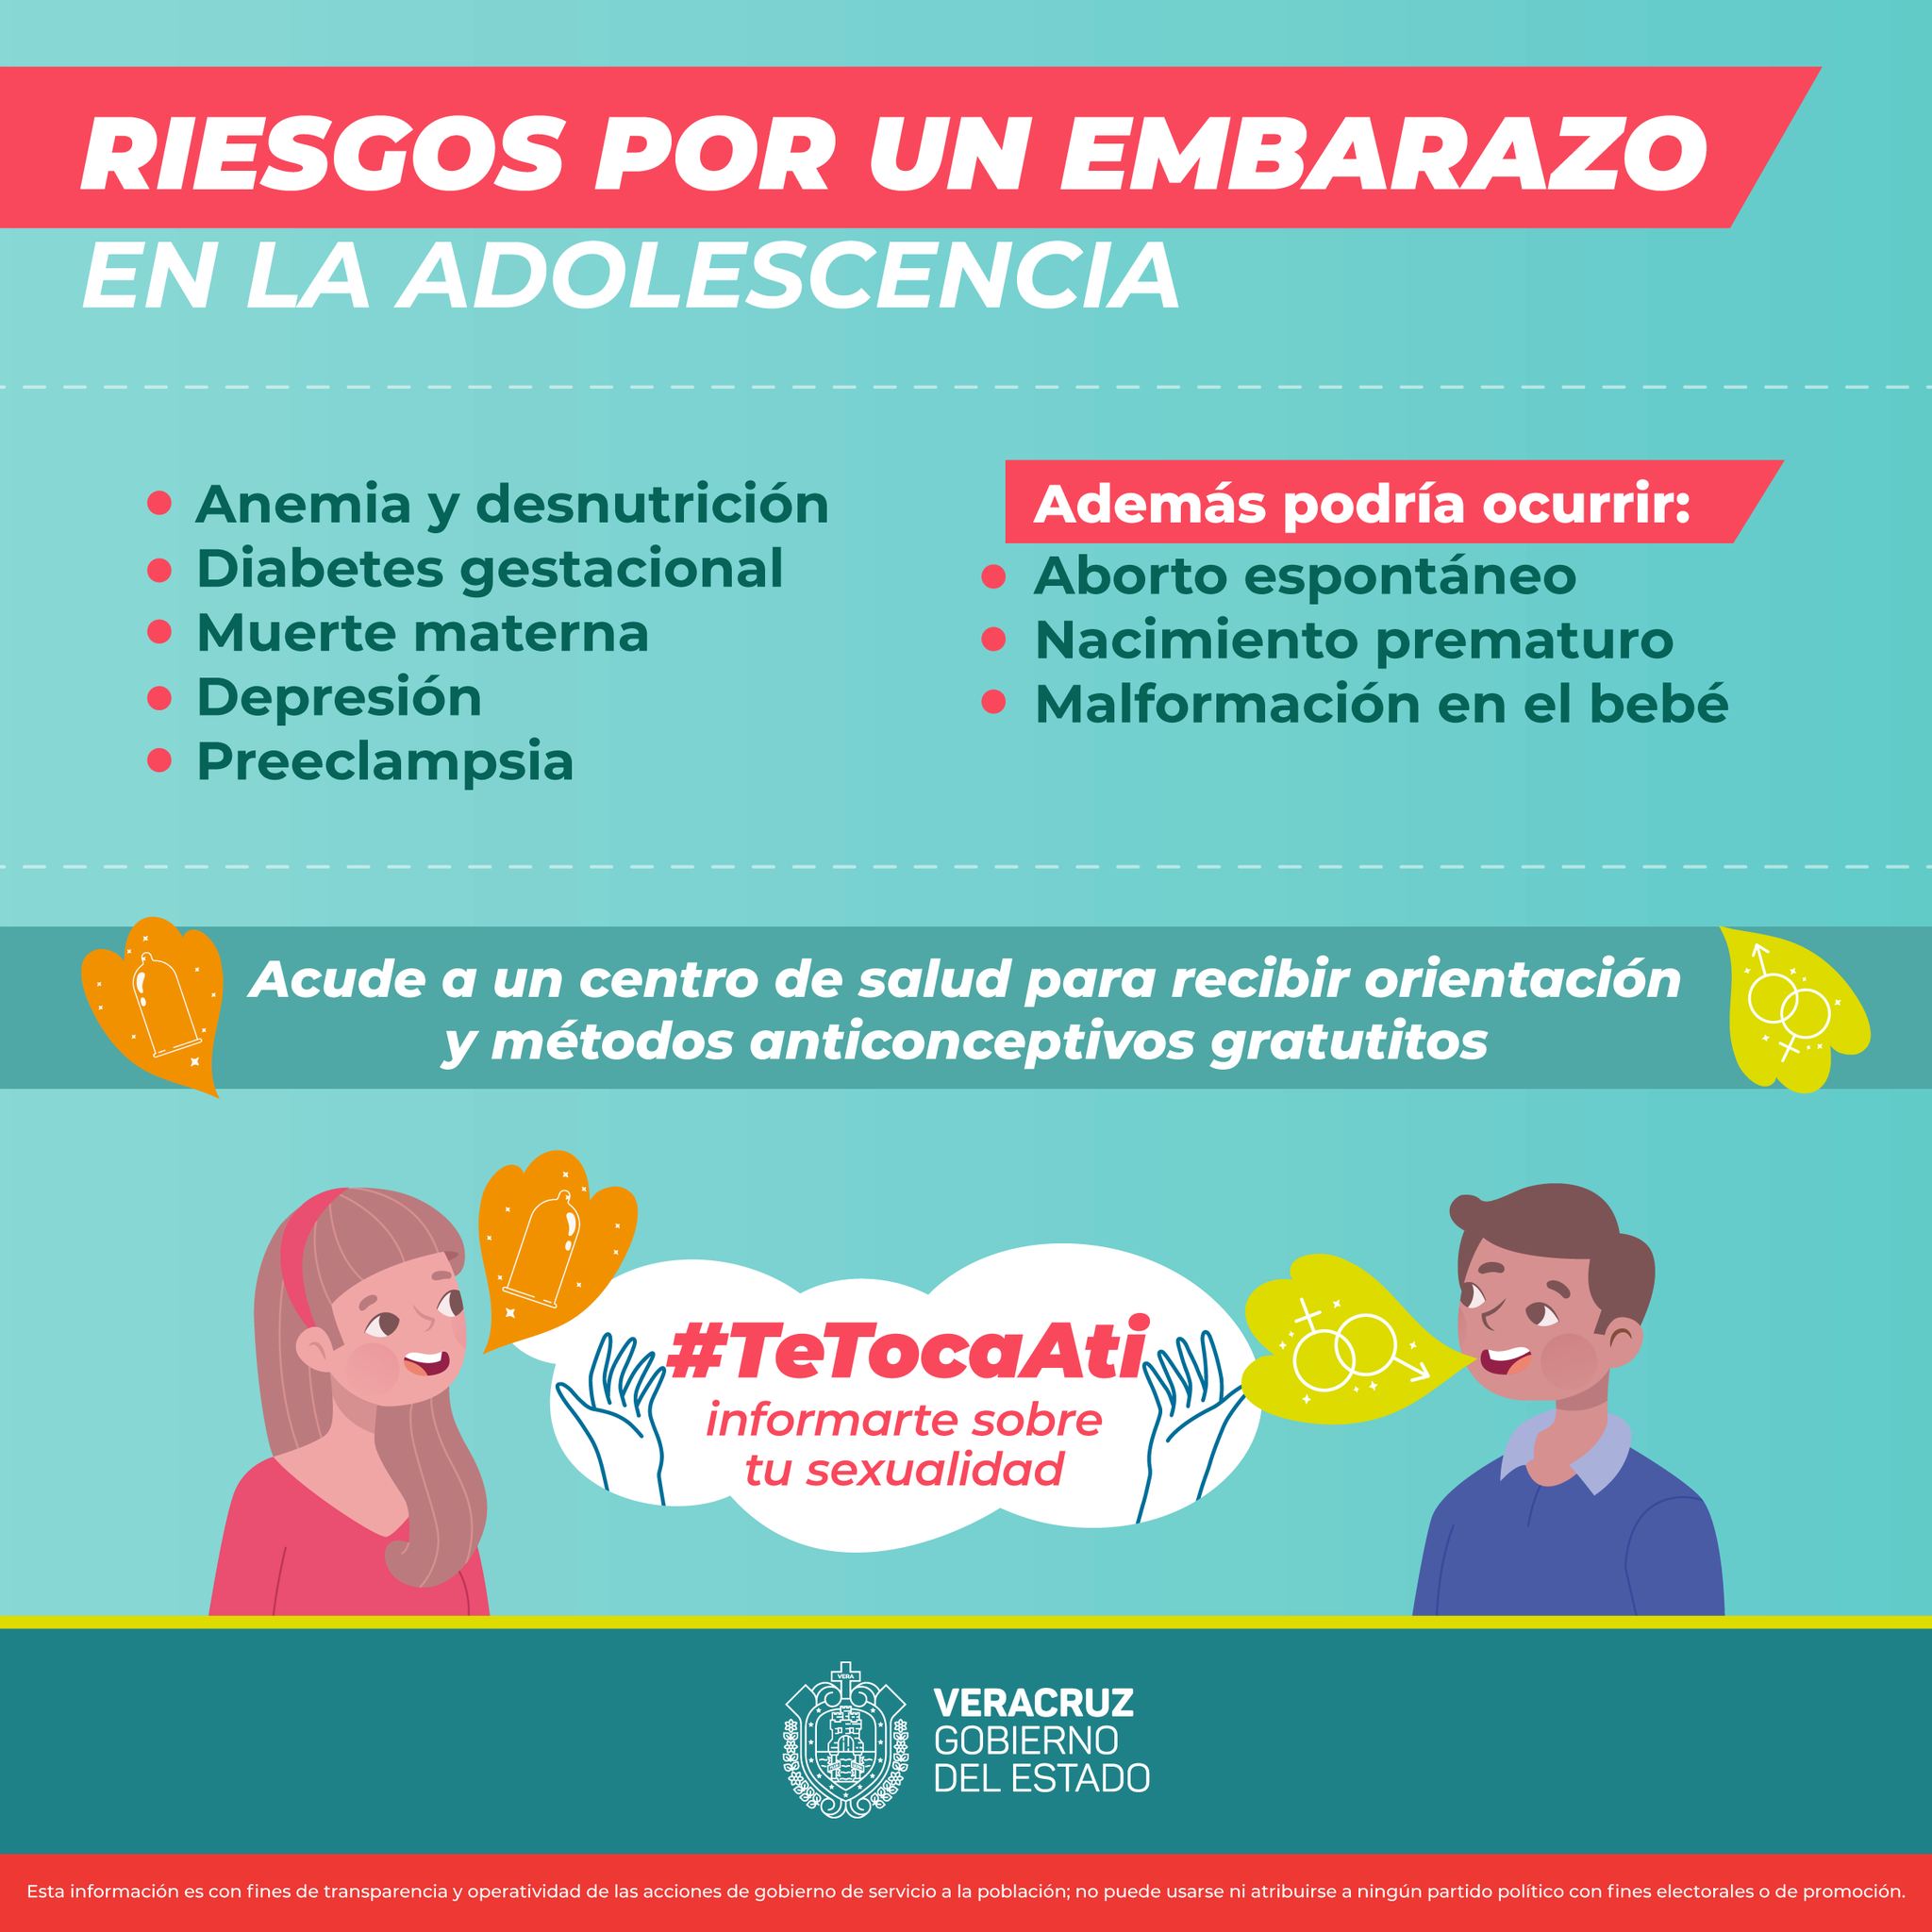 RIESGOS POR UN EMBARAZO
EN LA ADOLESCENCIA
Anemia y desnutrición
Diabetes gestacional
Muerte materna
Depresión
Preeclampsia
Además podría ocurrir:
Aborto espontáneo
Nacimiento prematuro
Malformación en el bebé
Acude a un centro de salud para recibir orientación
y métodos anticonceptivos gratutitos
#TeTocaAti
informarte sobre
tu sexualidad
VERA
VERACRUZ
GOBIERNO
DEL ESTADO
Esta información es con fines de transparencia y operatividad de las acciones de gobierno de servicio a la población; no puede usarse ni atribuirse a ningún partido político con fines electorales o de promoción.